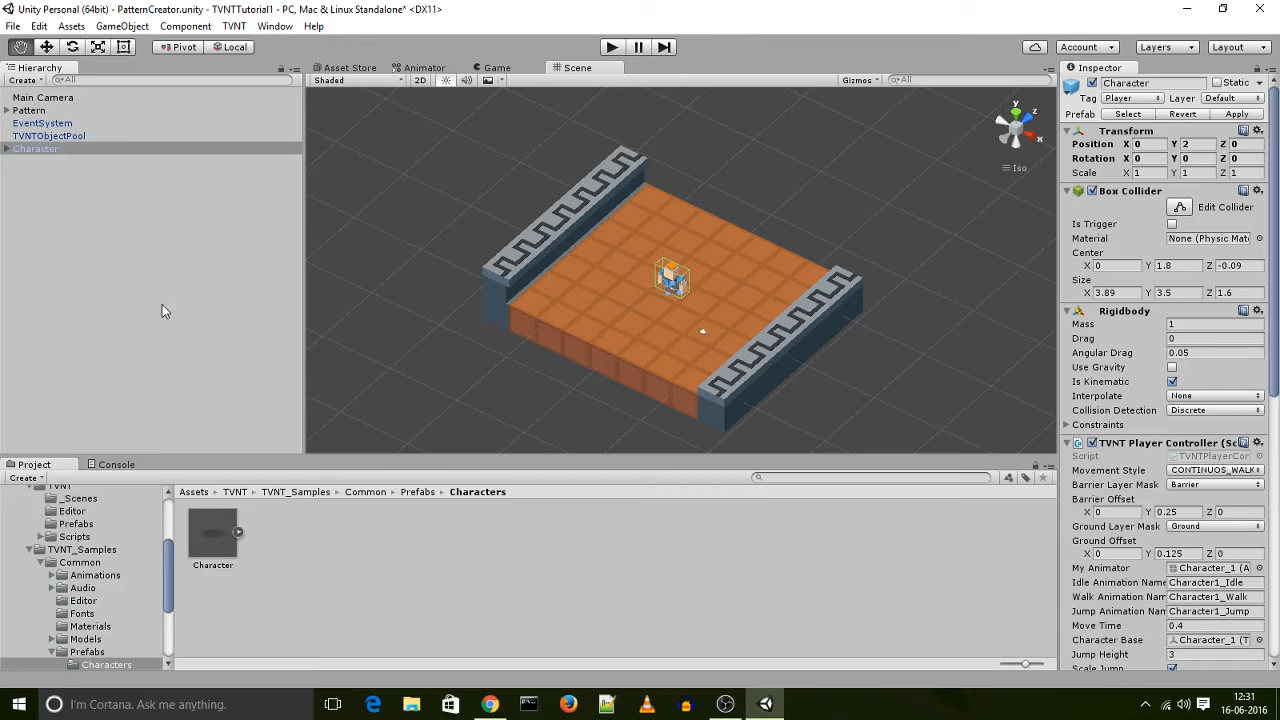 Unity Personal (64bit) - PatternCreator.unity - TVNTTutorial1 - PC, Mac & Linux Standalone* <DX11>
File Edit Assets GameObject Component TVNT Window Help
Pivot Local Account Layers Layout
Hierarchy
Create All
Main Camera
Pattern
EventSystem
TVNTObjectPool
Character
Asset Store Animator Game Scene
Shaded 2D Gizmos All
y
z
x
Iso
Inspector
Character Static
Tag Player Layer Default
Prefab Select Revert Apply
Transform
Position X 0 Y 2 Z 0
Rotation X 0 Y 0 Z 0
Scale X 1 Y 1 Z 1
Box Collider
Edit Collider
Is Trigger
Material None (Physic Mat
Center
X 0 Y 1.8 Z -0.09
Size
X 3.89 Y 3.5 Z 1.6
Rigidbody
Mass 1
Drag 0
Angular Drag 0.05
Use Gravity
Is Kinematic
Interpolate None
Collision Detection Discrete
Constraints
TVNT Player Controller (Sc
Script TVNTPlayerCor
Movement Style CONTINUOS_WALK
Barrier Layer Mask Barrier
Barrier Offset
X 0 Y 0.25 Z 0
Ground Layer Mask Ground
Ground Offset
X 0 Y 0.125 Z 0
My Animator Character_1 (A
Idle Animation Name Character1_Idle
Walk Animation Nam Character1_Walk
Jump Animation Nam Character1_Jump
Move Time 0.4
Character Base Character_1 (T
Jump Height 3
Scale Jump
Project Console
Create
TVNT
_Scenes
Editor
Prefabs
Scripts
TVNT_Samples
Common
Animations
Audio
Editor
Fonts
Materials
Models
Prefabs
Characters
Assets TVNT TVNT_Samples Common Prefabs Characters
Character
I'm Cortana. Ask me anything.
12:31
16-06-2016